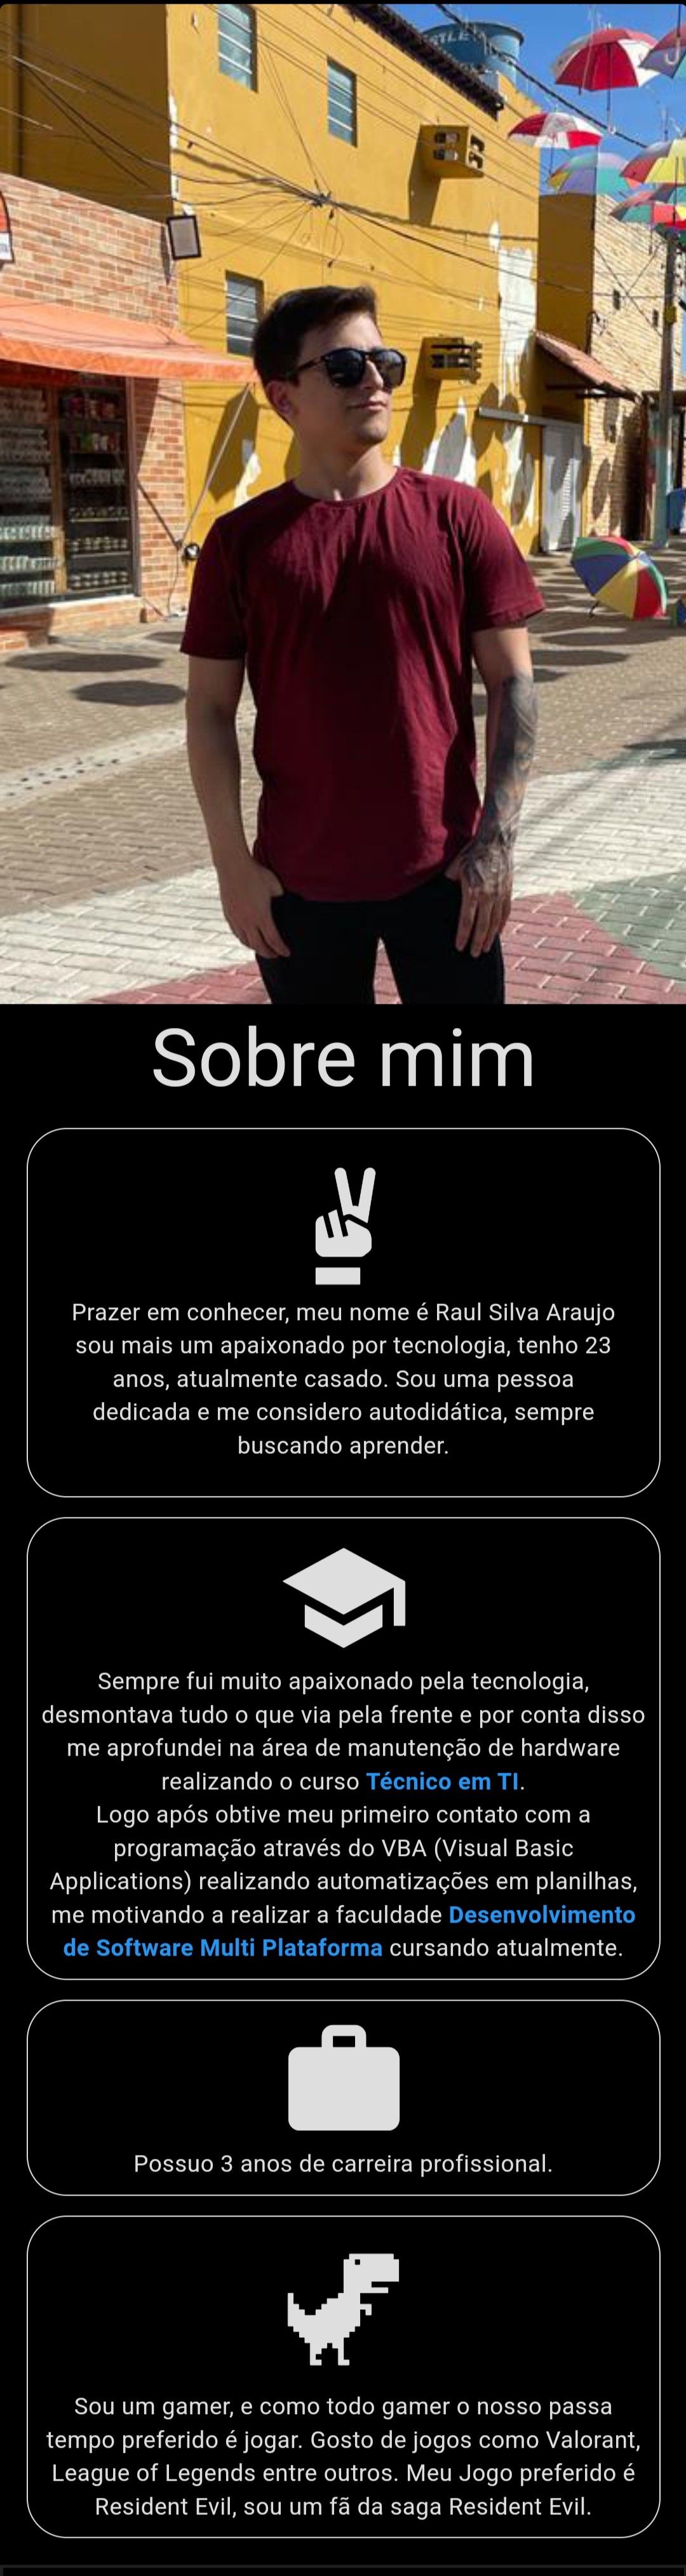 Sobre mim
Prazer em conhecer, meu nome é Raul Silva Araujo
sou mais um apaixonado por tecnologia, tenho 23
anos, atualmente casado. Sou uma pessoa
dedicada e me considero autodidática, sempre
buscando aprender.
Sempre fui muito apaixonado pela tecnologia,
desmontava tudo o que via pela frente e por conta disso
me aprofundei na área de manutenção de hardware
realizando o curso Técnico em TI.
Logo após obtive meu primeiro contato com a
programação através do VBA (Visual Basic
Applications) realizando automatizações em planilhas,
me motivando a realizar a faculdade Desenvolvimento
de Software Multi Plataforma cursando atualmente.
Possuo 3 anos de carreira profissional.
Sou um gamer, e como todo gamer o nosso passa
tempo preferido é jogar. Gosto de jogos como Valorant,
League of Legends entre outros. Meu Jogo preferido é
Resident Evil, sou um fã da saga Resident Evil.